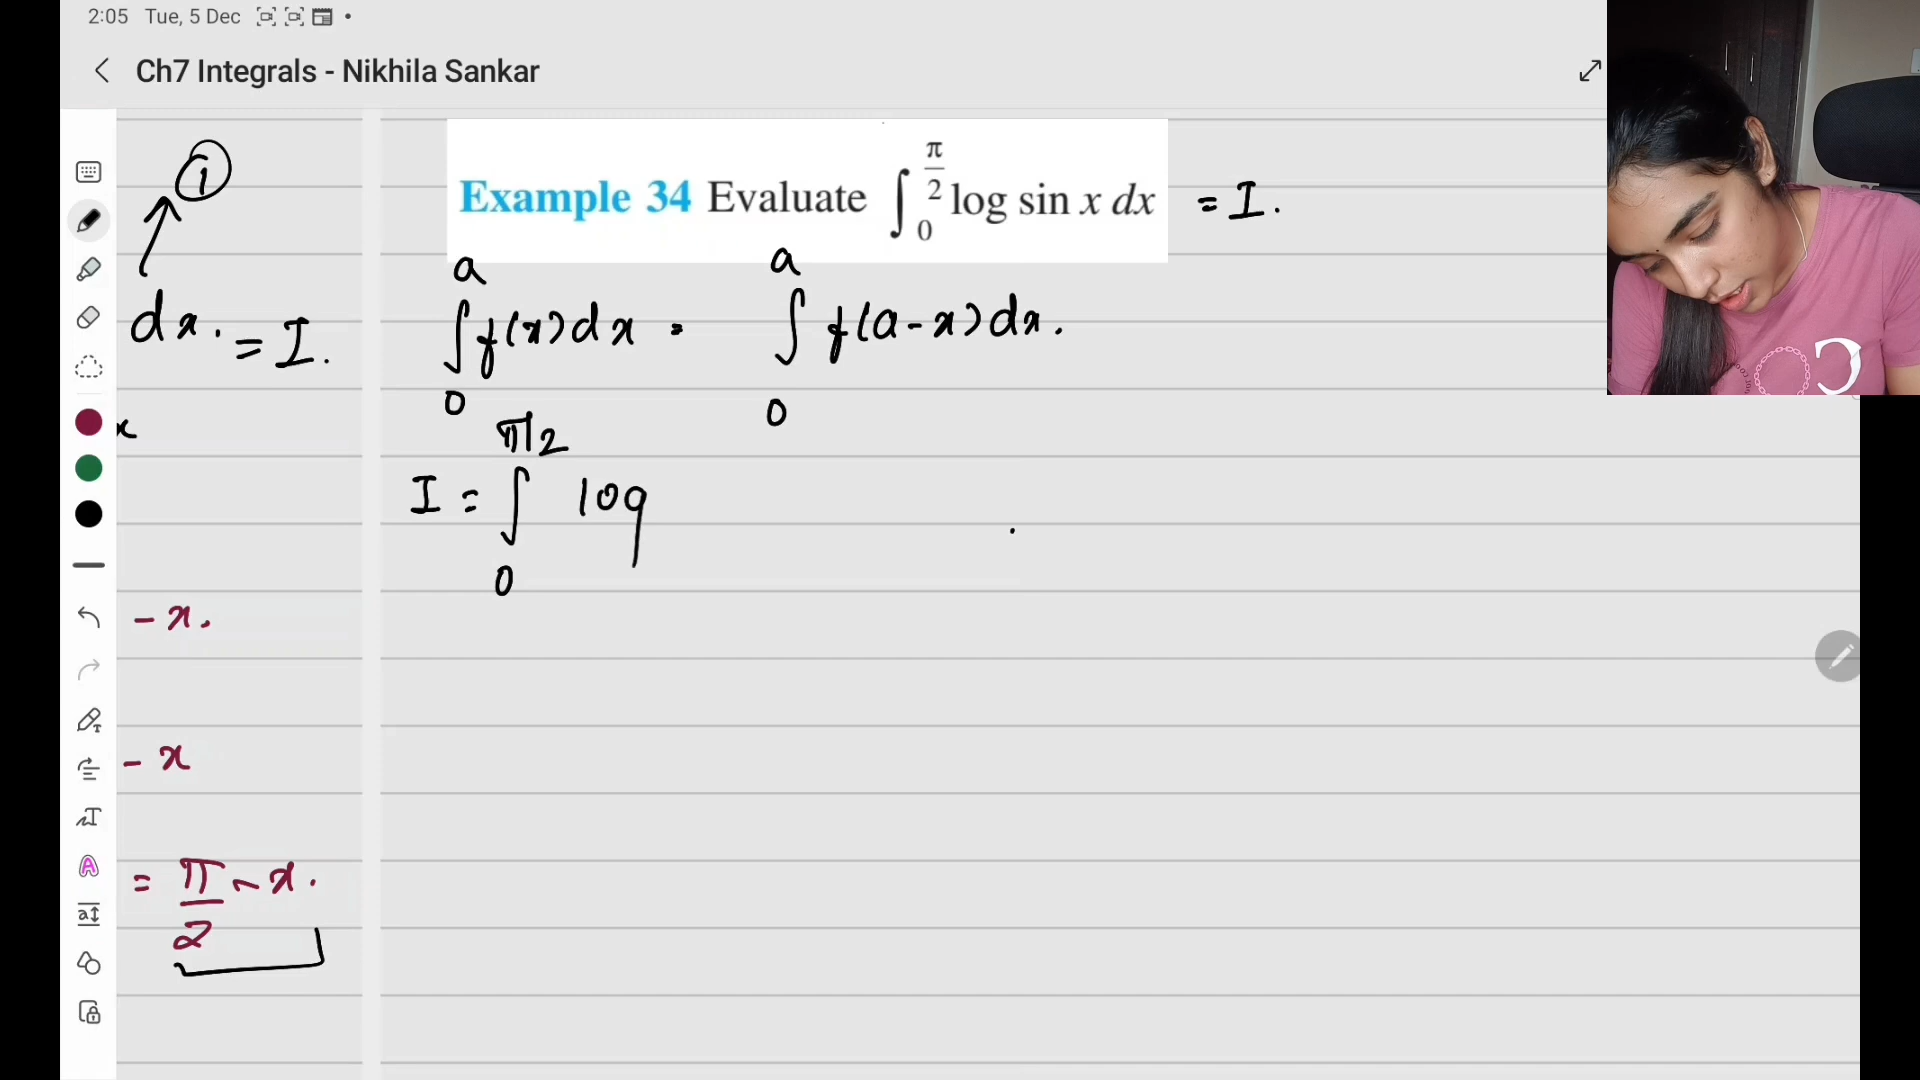 2:05 Tue, 5 Dec
Ch7 Integrals - Nikhila Sankar
①
dx. = I.
x
- x.
- x
= π/2 - x.
Example 34 Evaluate ∫₀^(π/2) log sin x dx = I.
∫₀^a f(x) dx = ∫₀^a f(a-x) dx.
I = ∫₀^(π/2) log